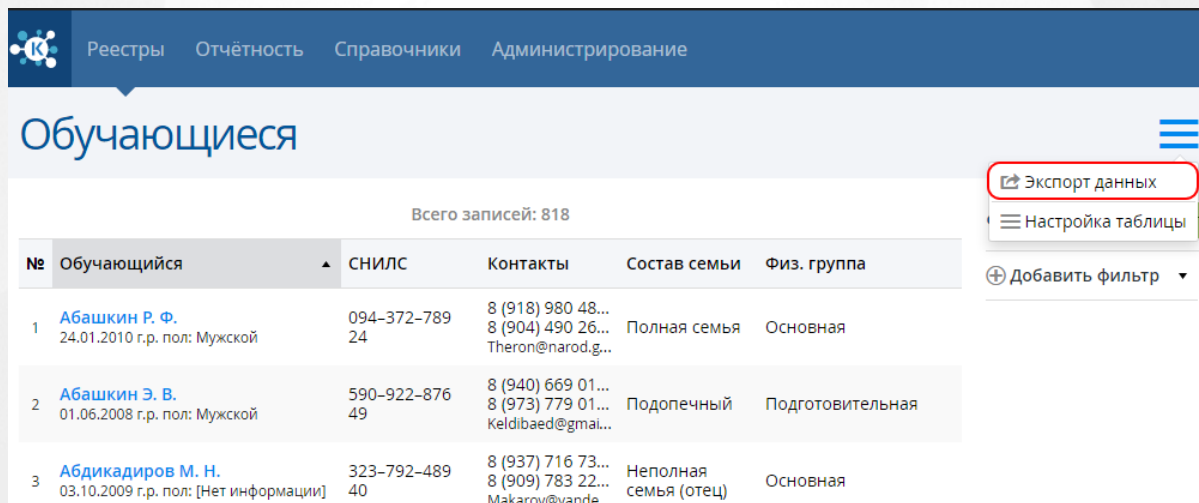 К
Реестры Отчётность Справочники Администрирование
Обучающиеся
Экспорт данных
Всего записей: 818
Настройка таблицы
№ Обучающийся СНИЛС Контакты Состав семьи Физ. группа
Добавить фильтр
1 Абашкин Р. Ф. 24.01.2010 г.р. пол: Мужской 094–372–789 24 8 (918) 980 48... 8 (904) 490 26... Theron@narod.g... Полная семья Основная
2 Абашкин Э. В. 01.06.2008 г.р. пол: Мужской 590–922–876 49 8 (940) 669 01... 8 (973) 779 01... Keldibaed@gmai... Подопечный Подготовительная
3 Абдикадиров М. Н. 03.10.2009 г.р. пол: [Нет информации] 323–792–489 40 8 (937) 716 73... 8 (909) 783 22... Makarov@yande... Неполная семья (отец) Основная